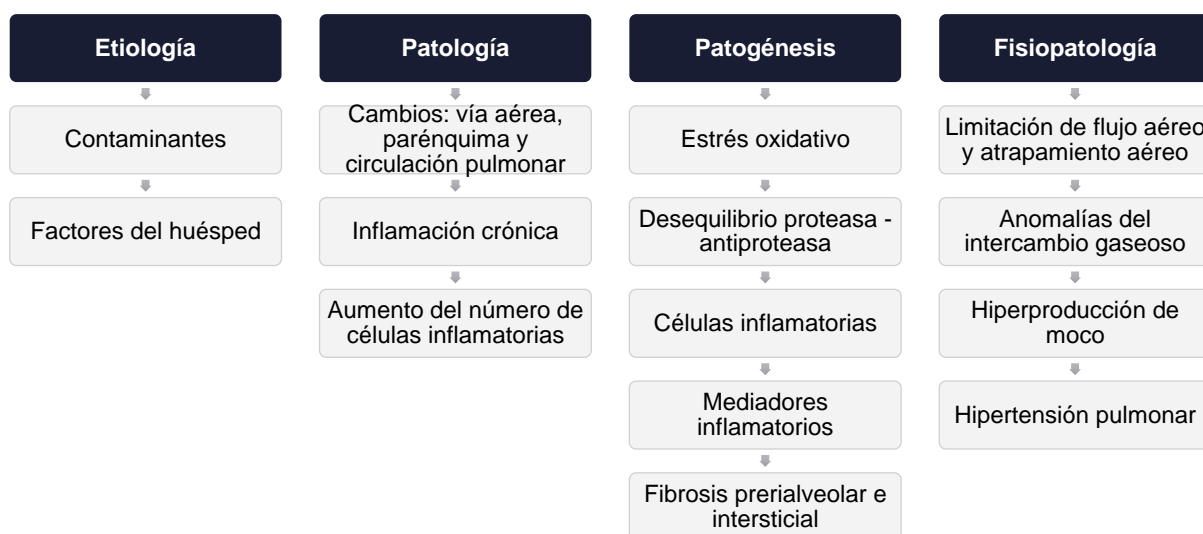 Etiología
Contaminantes
Factores del huésped
Patología
Cambios: vía aérea,
parénquima y
circulación pulmonar
Inflamación crónica
Aumento del número de
células inflamatorias
Patogénesis
Estrés oxidativo
Desequilibrio proteasa -
antiproteasa
Células inflamatorias
Mediadores
inflamatorios
Fibrosis prerialveolar e
intersticial
Fisiopatología
Limitación de flujo aéreo
y atrapamiento aéreo
Anomalías del
intercambio gaseoso
Hiperproducción de
moco
Hipertensión pulmonar